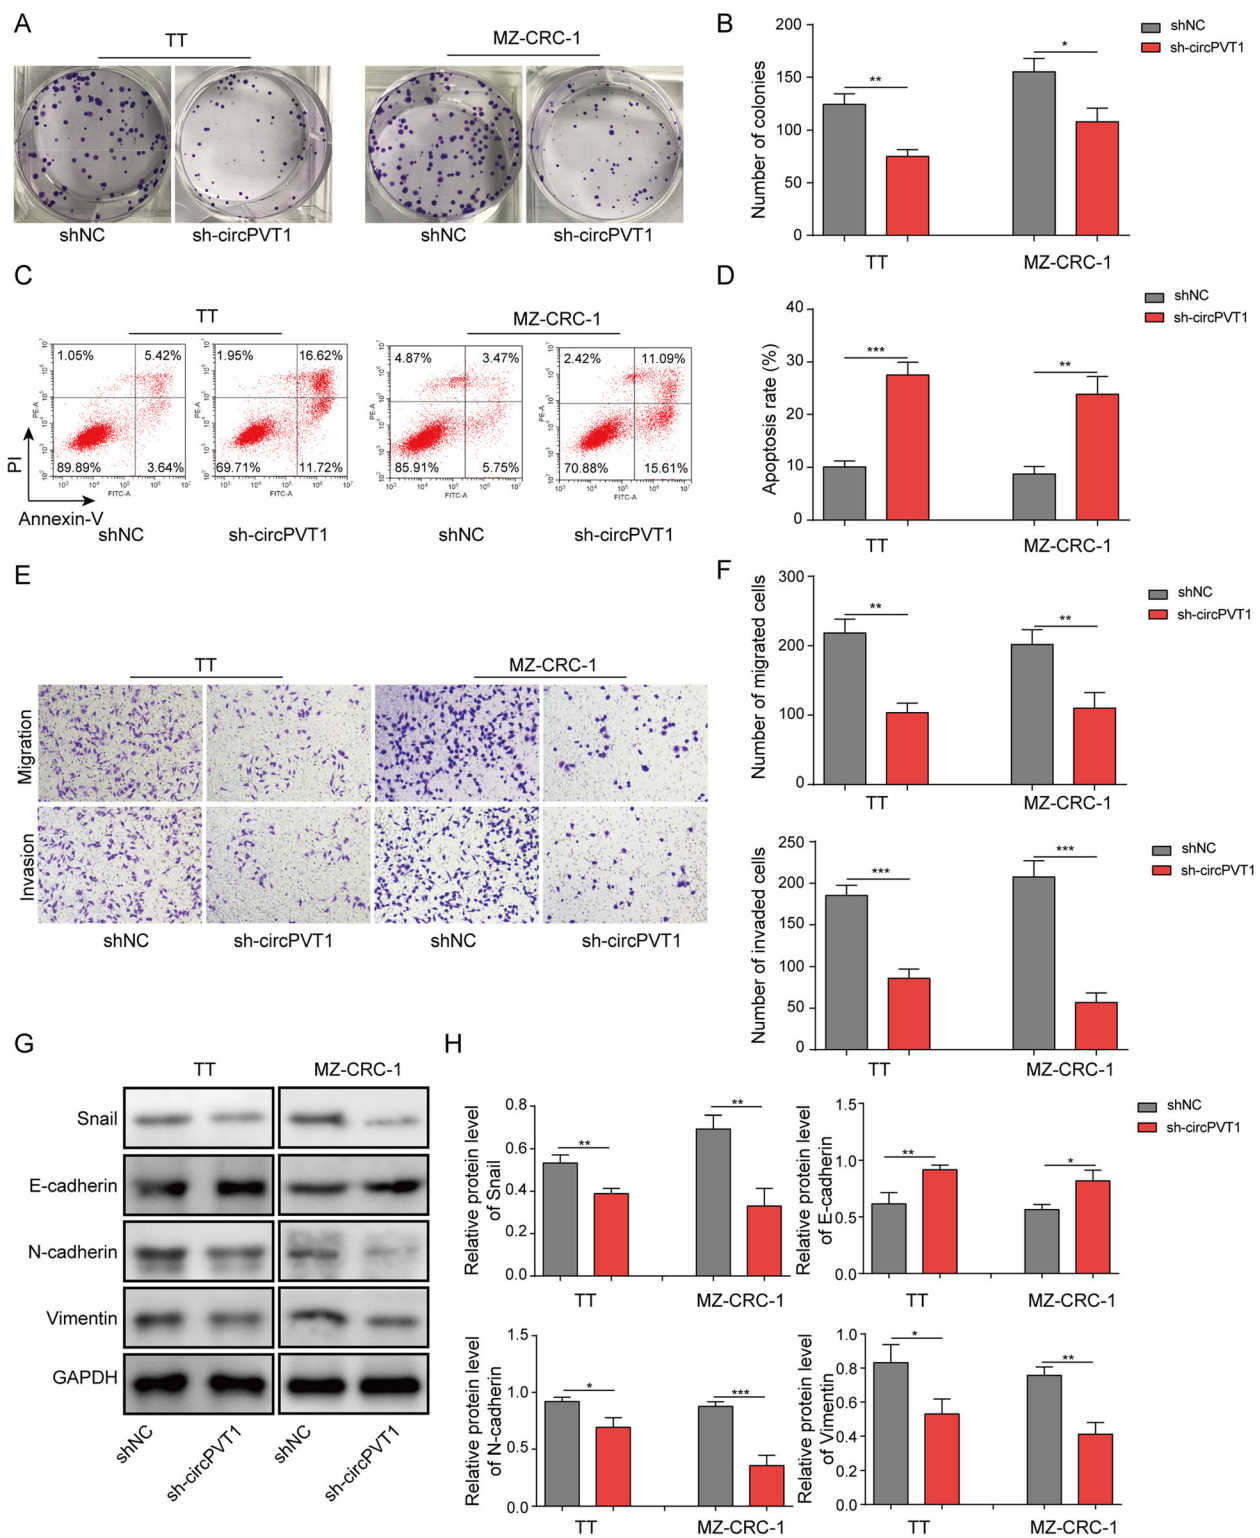 A
TT
MZ-CRC-1
shNC
sh-circPVT1
shNC
sh-circPVT1
B
Number of colonies
200
150
100
50
0
**
*
TT
MZ-CRC-1
shNC
sh-circPVT1
C
TT
MZ-CRC-1
1.05%
5.42%
89.89%
3.64%
1.95%
16.62%
69.71%
11.72%
4.87%
3.47%
85.91%
5.75%
2.42%
11.09%
70.88%
15.61%
PE-A
PE-A
PE-A
PE-A
FITC-A
FITC-A
FITC-A
FITC-A
PI
Annexin-V
shNC
sh-circPVT1
shNC
sh-circPVT1
D
Apoptosis rate (%)
40
30
20
10
0
***
**
TT
MZ-CRC-1
shNC
sh-circPVT1
E
TT
MZ-CRC-1
Migration
Invasion
shNC
sh-circPVT1
shNC
sh-circPVT1
F
Number of migrated cells
300
200
100
0
**
**
TT
MZ-CRC-1
shNC
sh-circPVT1
Number of invaded cells
250
200
150
100
50
0
***
***
TT
MZ-CRC-1
shNC
sh-circPVT1
G
TT
MZ-CRC-1
Snail
E-cadherin
N-cadherin
Vimentin
GAPDH
shNC
sh-circPVT1
shNC
sh-circPVT1
H
Relative protein level
of Snail
0.8
0.6
0.4
0.2
0.0
**
**
TT
MZ-CRC-1
Relative protein level
of E-cadherin
1.5
1.0
0.5
0.0
**
*
TT
MZ-CRC-1
shNC
sh-circPVT1
Relative protein level
of N-cadherin
1.5
1.0
0.5
0.0
*
***
TT
MZ-CRC-1
Relative protein level
of Vimentin
1.0
0.8
0.6
0.4
0.2
0.0
*
**
TT
MZ-CRC-1